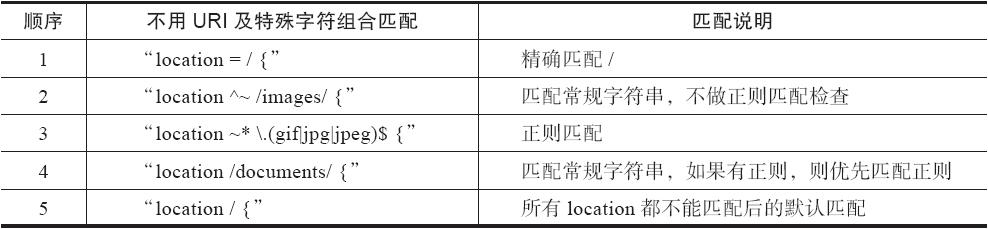 顺序 不用 URI 及特殊字符组合匹配 匹配说明
1 “location = / {” 精确匹配 /
2 “location ^~ /images/ {” 匹配常规字符串，不做正则匹配检查
3 “location ~* \.(gif|jpg|jpeg)$ {” 正则匹配
4 “location /documents/ {” 匹配常规字符串，如果有正则，则优先匹配正则
5 “location / {” 所有 location 都不能匹配后的默认匹配